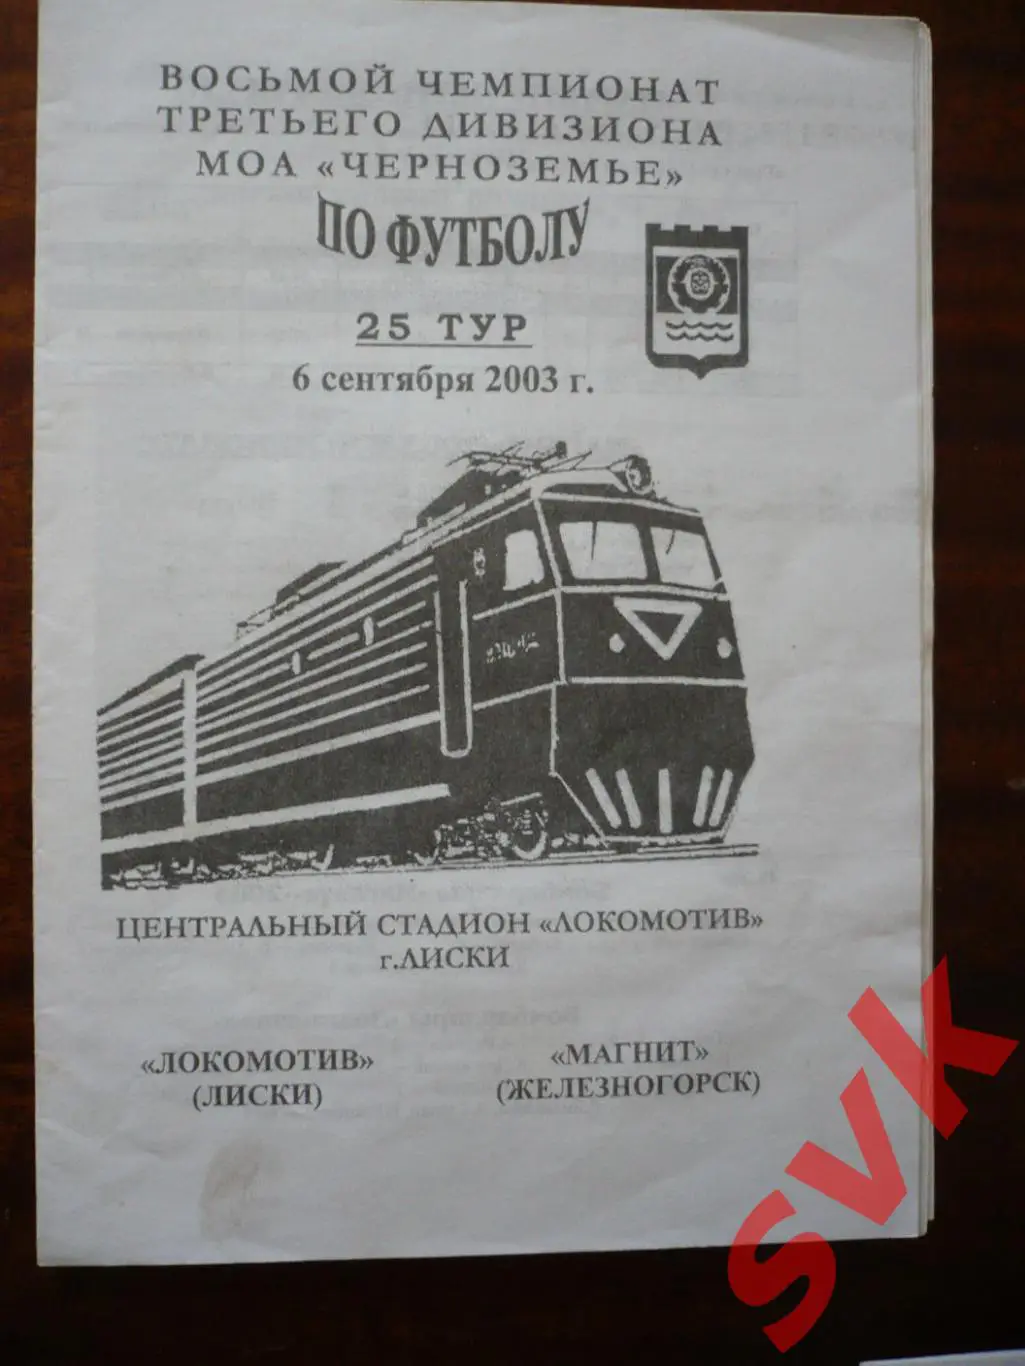 ВОСЬМОЙ ЧЕМПИОНАТ
ТРЕТЬЕГО ДИВИЗИОНА
МОА «ЧЕРНОЗЕМЬЕ»
ПО ФУТБОЛУ
25 ТУР
6 сентября 2003 г.
ЦЕНТРАЛЬНЫЙ СТАДИОН «ЛОКОМОТИВ»
г.ЛИСКИ
«ЛОКОМОТИВ»
(ЛИСКИ)
«МАГНИТ»
(ЖЕЛЕЗНОГОРСК)
SVK